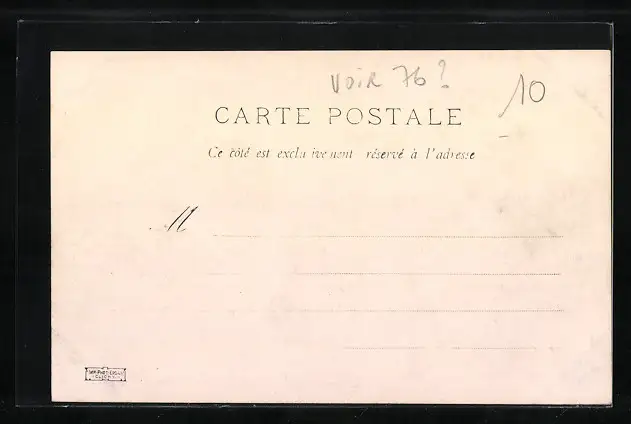 VOIR 76?
10
CARTE POSTALE
Ce côté est exclusivement réservé à l'adresse
M